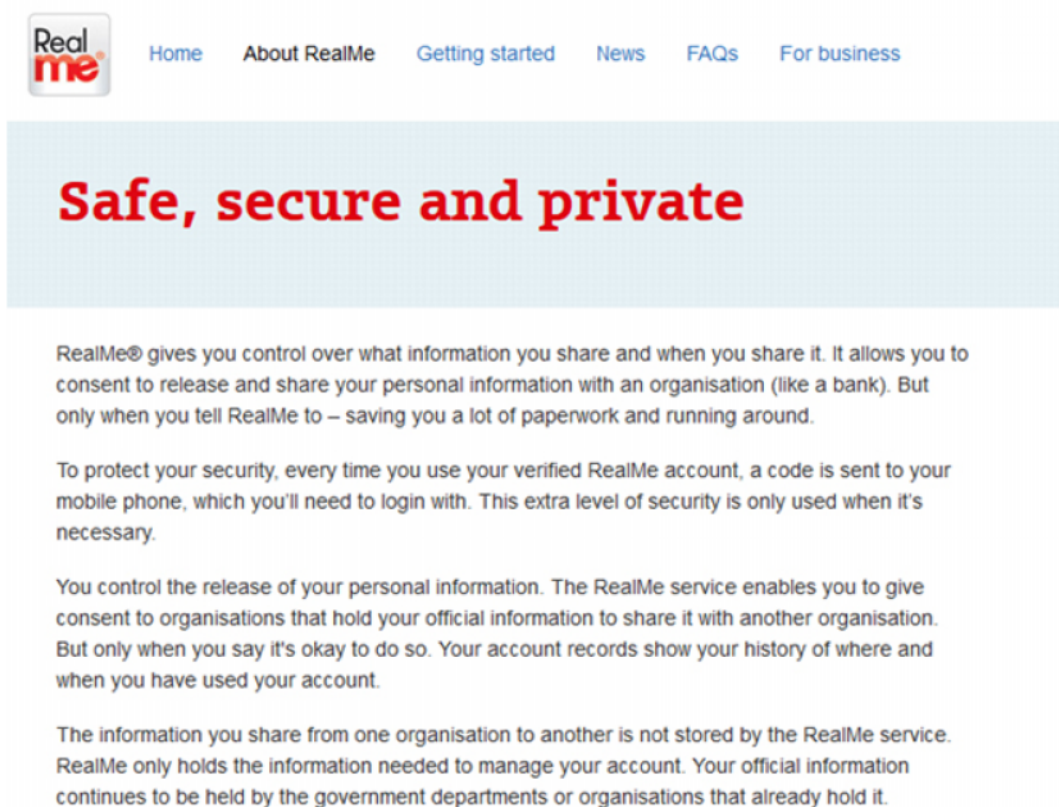 Real
me®
Home About RealMe Getting started News FAQs For business
Safe, secure and private
RealMe® gives you control over what information you share and when you share it. It allows you to
consent to release and share your personal information with an organisation (like a bank). But
only when you tell RealMe to – saving you a lot of paperwork and running around.
To protect your security, every time you use your verified RealMe account, a code is sent to your
mobile phone, which you'll need to login with. This extra level of security is only used when it's
necessary.
You control the release of your personal information. The RealMe service enables you to give
consent to organisations that hold your official information to share it with another organisation.
But only when you say it's okay to do so. Your account records show your history of where and
when you have used your account.
The information you share from one organisation to another is not stored by the RealMe service.
RealMe only holds the information needed to manage your account. Your official information
continues to be held by the government departments or organisations that already hold it.